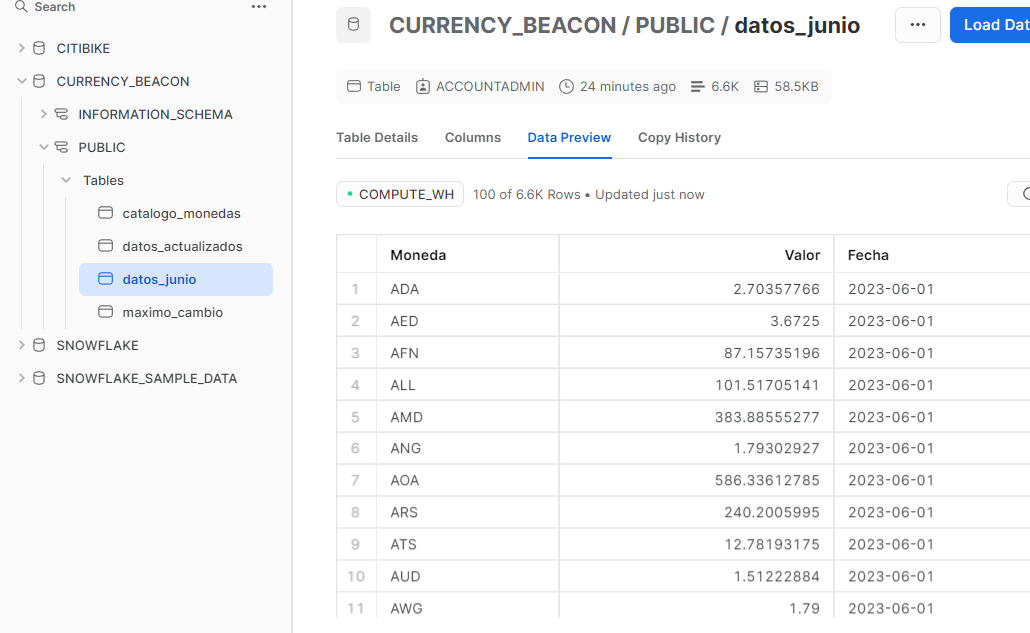 Search
CITIBIKE
CURRENCY_BEACON
INFORMATION_SCHEMA
PUBLIC
Tables
catalogo_monedas
datos_actualizados
datos_junio
maximo_cambio
SNOWFLAKE
SNOWFLAKE_SAMPLE_DATA
CURRENCY_BEACON / PUBLIC / datos_junio
Load Dat
Table ACCOUNTADMIN 24 minutes ago 6.6K 58.5KB
Table Details Columns Data Preview Copy History
COMPUTE_WH 100 of 6.6K Rows • Updated just now
Moneda Valor Fecha
1 ADA 2.70357766 2023-06-01
2 AED 3.6725 2023-06-01
3 AFN 87.15735196 2023-06-01
4 ALL 101.51705141 2023-06-01
5 AMD 383.88555277 2023-06-01
6 ANG 1.79302927 2023-06-01
7 AOA 586.33612785 2023-06-01
8 ARS 240.2005995 2023-06-01
9 ATS 12.78193175 2023-06-01
10 AUD 1.51222884 2023-06-01
11 AWG 1.79 2023-06-01